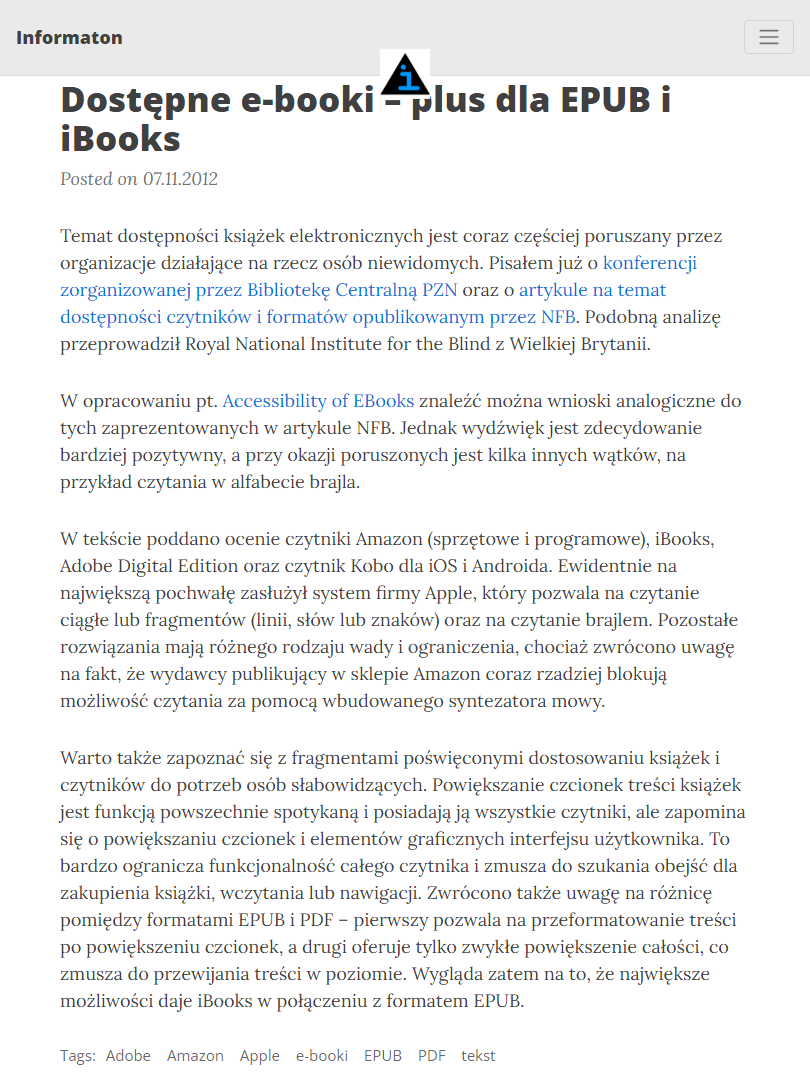 Informaton
Dostępne e-booki – plus dla EPUB i
iBooks
Posted on 07.11.2012
Temat dostępności książek elektronicznych jest coraz częściej poruszany przez
organizacje działające na rzecz osób niewidomych. Pisałem już o konferencji
zorganizowanej przez Bibliotekę Centralną PZN oraz o artykule na temat
dostępności czytników i formatów opublikowanym przez NFB. Podobną analizę
przeprowadził Royal National Institute for the Blind z Wielkiej Brytanii.
W opracowaniu pt. Accessibility of EBooks znaleźć można wnioski analogiczne do
tych zaprezentowanych w artykule NFB. Jednak wydźwięk jest zdecydowanie
bardziej pozytywny, a przy okazji poruszonych jest kilka innych wątków, na
przykład czytania w alfabecie brajla.
W tekście poddano ocenie czytniki Amazon (sprzętowe i programowe), iBooks,
Adobe Digital Edition oraz czytnik Kobo dla iOS i Androida. Ewidentnie na
największą pochwałę zasłużył system firmy Apple, który pozwala na czytanie
ciągłe lub fragmentów (linii, słów lub znaków) oraz na czytanie brajlem. Pozostałe
rozwiązania mają różnego rodzaju wady i ograniczenia, chociaż zwrócono uwagę
na fakt, że wydawcy publikujący w sklepie Amazon coraz rzadziej blokują
możliwość czytania za pomocą wbudowanego syntezatora mowy.
Warto także zapoznać się z fragmentami poświęconymi dostosowaniu książek i
czytników do potrzeb osób słabowidzących. Powiększanie czcionek treści książek
jest funkcją powszechnie spotykaną i posiadają ją wszystkie czytniki, ale zapomina
się o powiększaniu czcionek i elementów graficznych interfejsu użytkownika. To
bardzo ogranicza funkcjonalność całego czytnika i zmusza do szukania obejść dla
zakupienia książki, wczytania lub nawigacji. Zwrócono także uwagę na różnicę
pomiędzy formatami EPUB i PDF – pierwszy pozwala na przeformatowanie treści
po powiększeniu czcionek, a drugi oferuje tylko zwykłe powiększenie całości, co
zmusza do przewijania treści w poziomie. Wygląda zatem na to, że największe
możliwości daje iBooks w połączeniu z formatem EPUB.
Tags: Adobe Amazon Apple e-booki EPUB PDF tekst